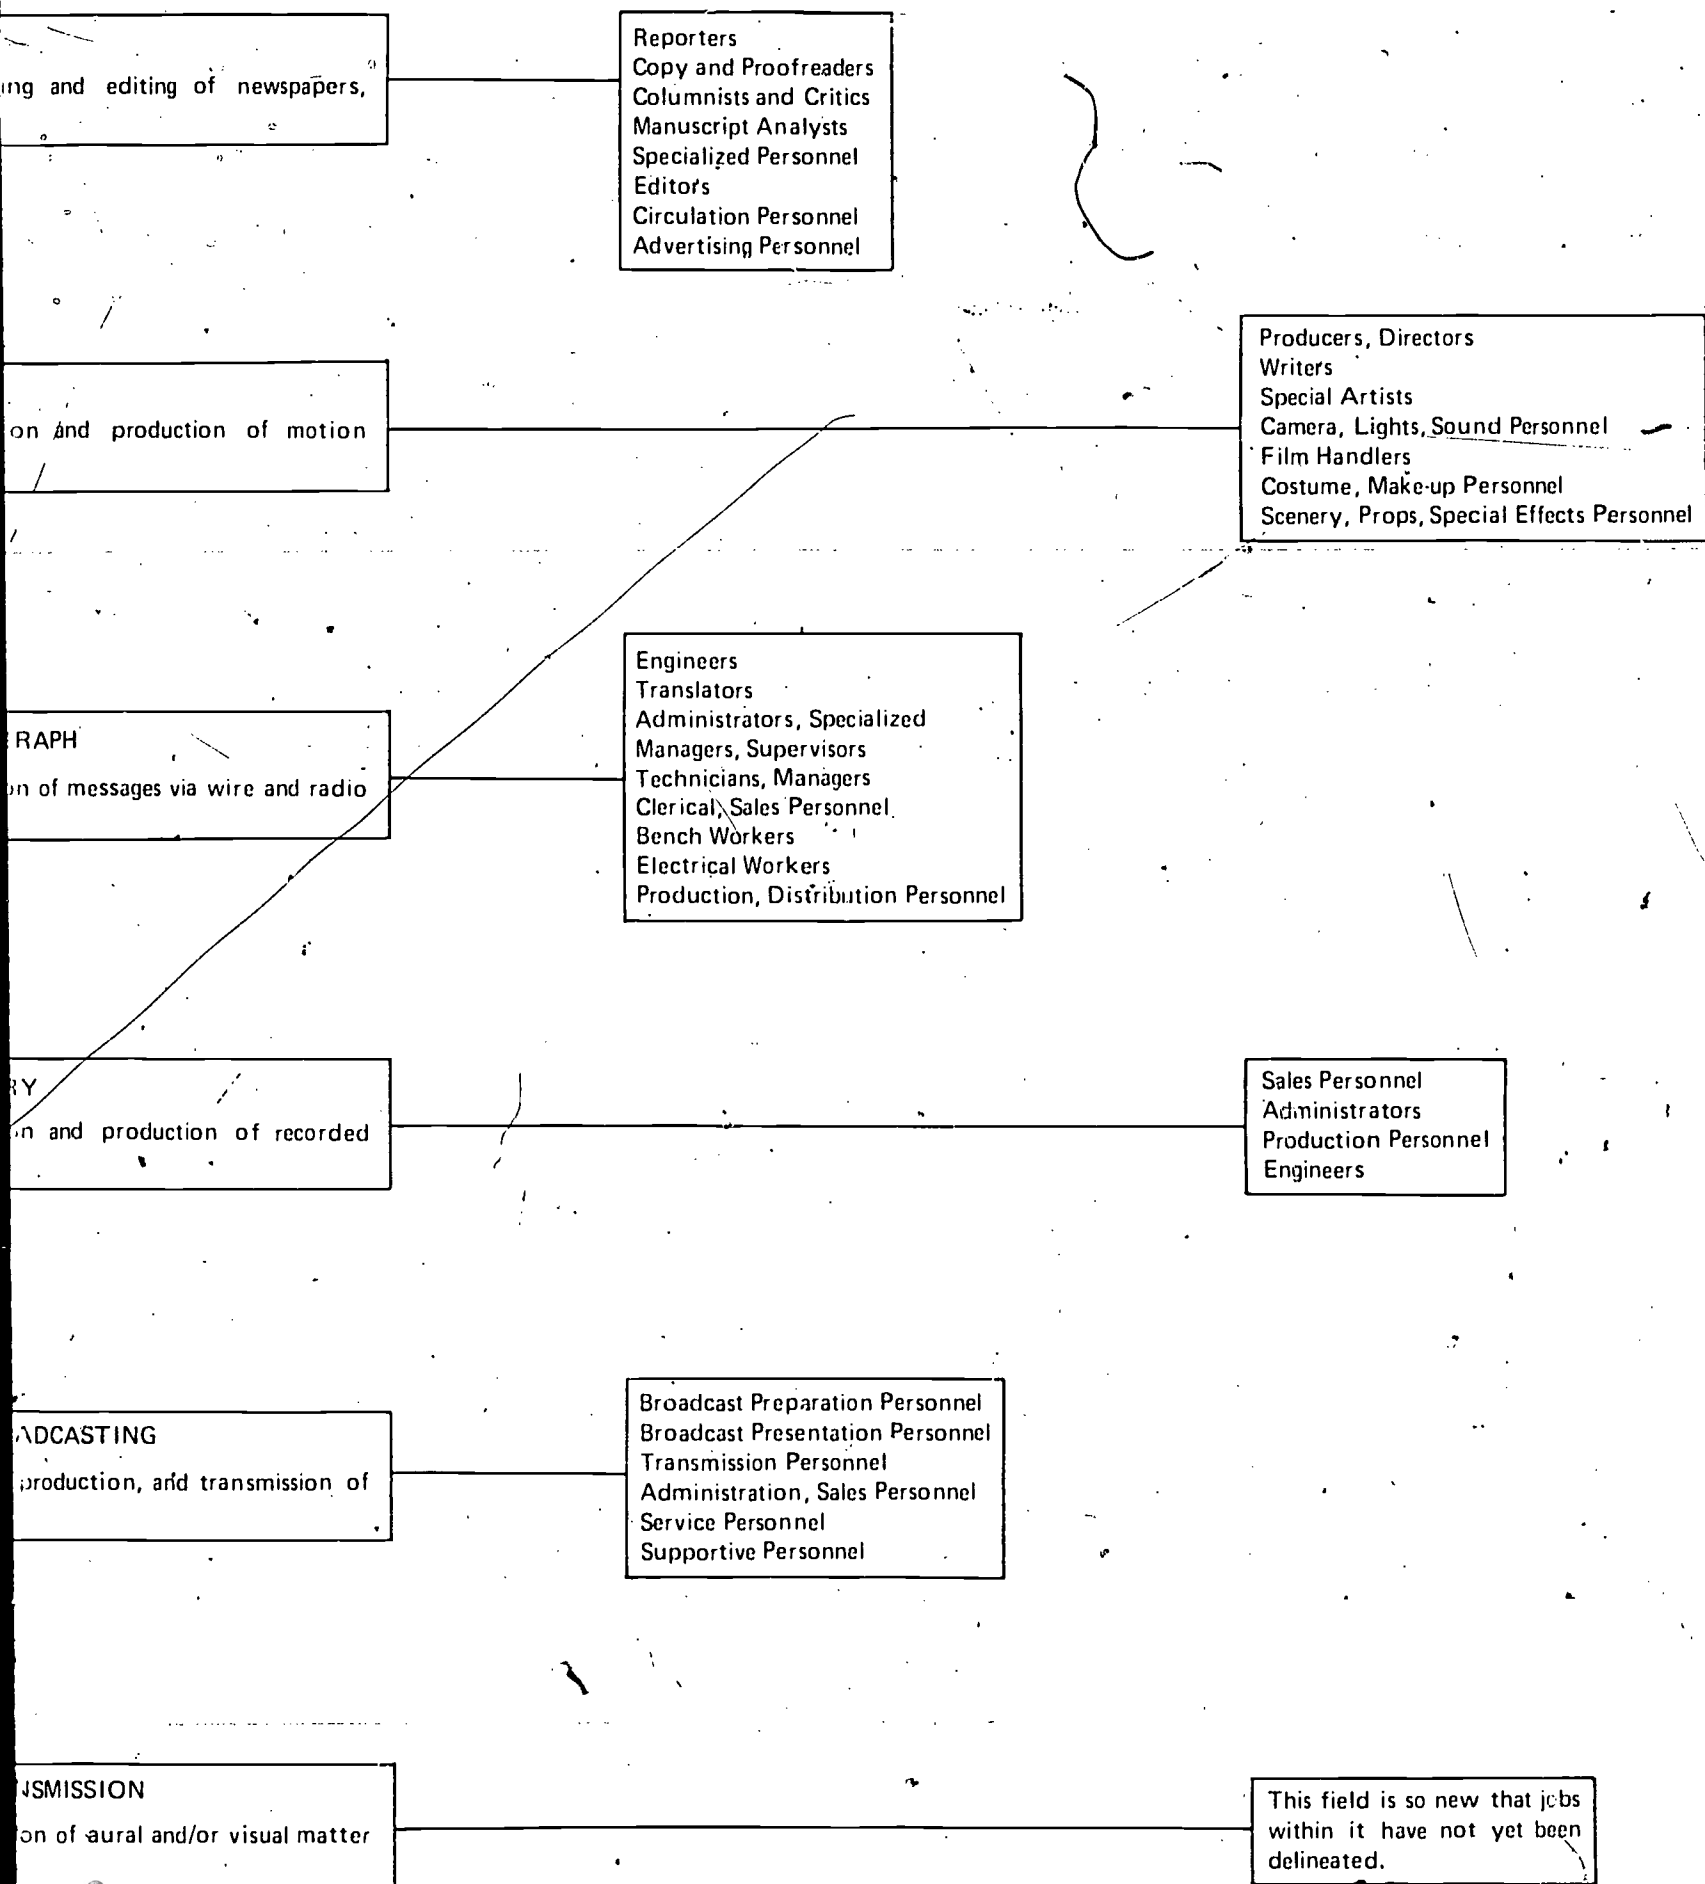 and editing of newspapers,
Reporters
Copy and Proofreaders
Columnists and Critics
Manuscript Analysts
Specialized Personnel
Editors
Circulation Personnel
Advertising Personnel
and production of motion
Producers, Directors
Writers
Special Artists
Camera, Lights, Sound Personnel
Film Handlers
Costume, Make-up Personnel
Scenery, Props, Special Effects Personnel
RAPH
of messages via wire and radio
Engineers
Translators
Administrators, Specialized
Managers, Supervisors
Technicians, Managers
Clerical, Sales Personnel
Bench Workers
Electrical Workers
Production, Distribution Personnel
RY
and production of recorded
Sales Personnel
Administrators
Production Personnel
Engineers
ADCASTING
production, and transmission of
Broadcast Preparation Personnel
Broadcast Presentation Personnel
Transmission Personnel
Administration, Sales Personnel
Service Personnel
Supportive Personnel
SMISSION
of aural and/or visual matter
This field is so new that jobs
within it have not yet been
delineated.